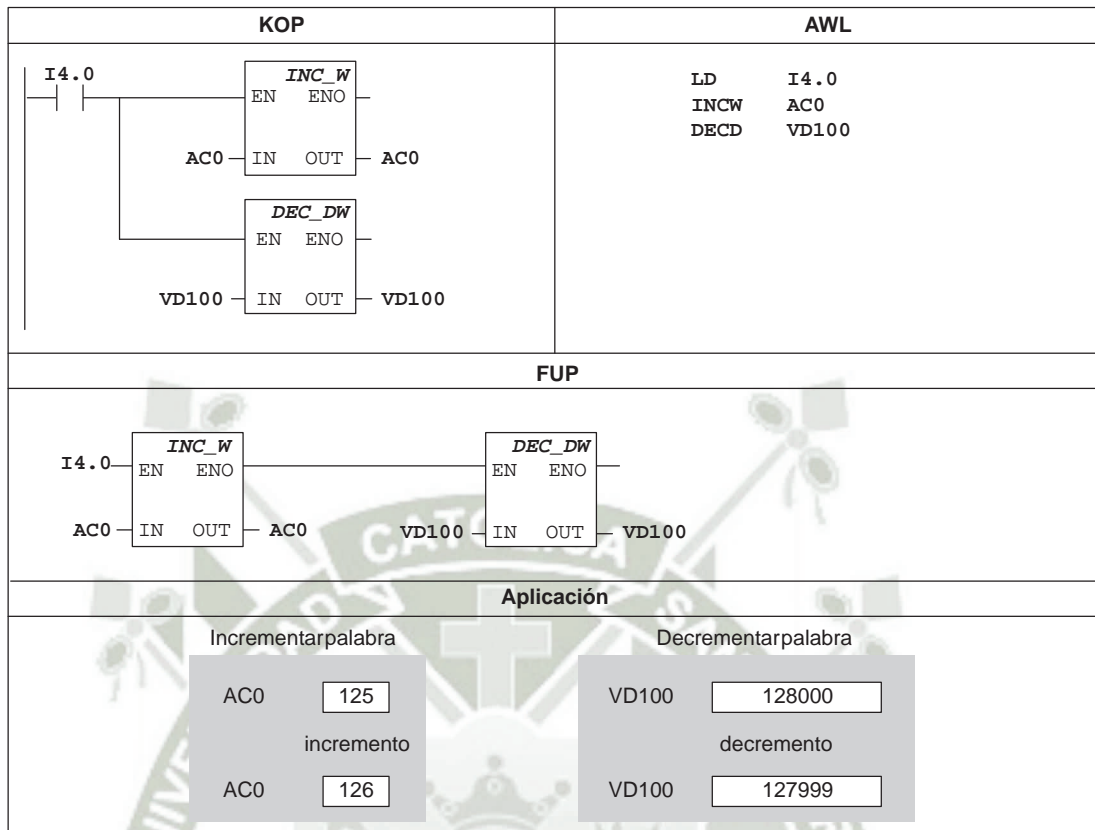 KOP
AWL
I4.0
INC_W
EN ENO
AC0 IN OUT AC0
DEC_DW
EN ENO
VD100 IN OUT VD100
LD I4.0
INCW AC0
DECD VD100
FUP
INC_W
I4.0 EN ENO
AC0 IN OUT AC0
DEC_DW
EN ENO
VD100 IN OUT VD100
CATOLICA
Aplicación
Incrementarpalabra
AC0 125
incremento
AC0 126
Decrementarpalabra
VD100 128000
decremento
VD100 127999